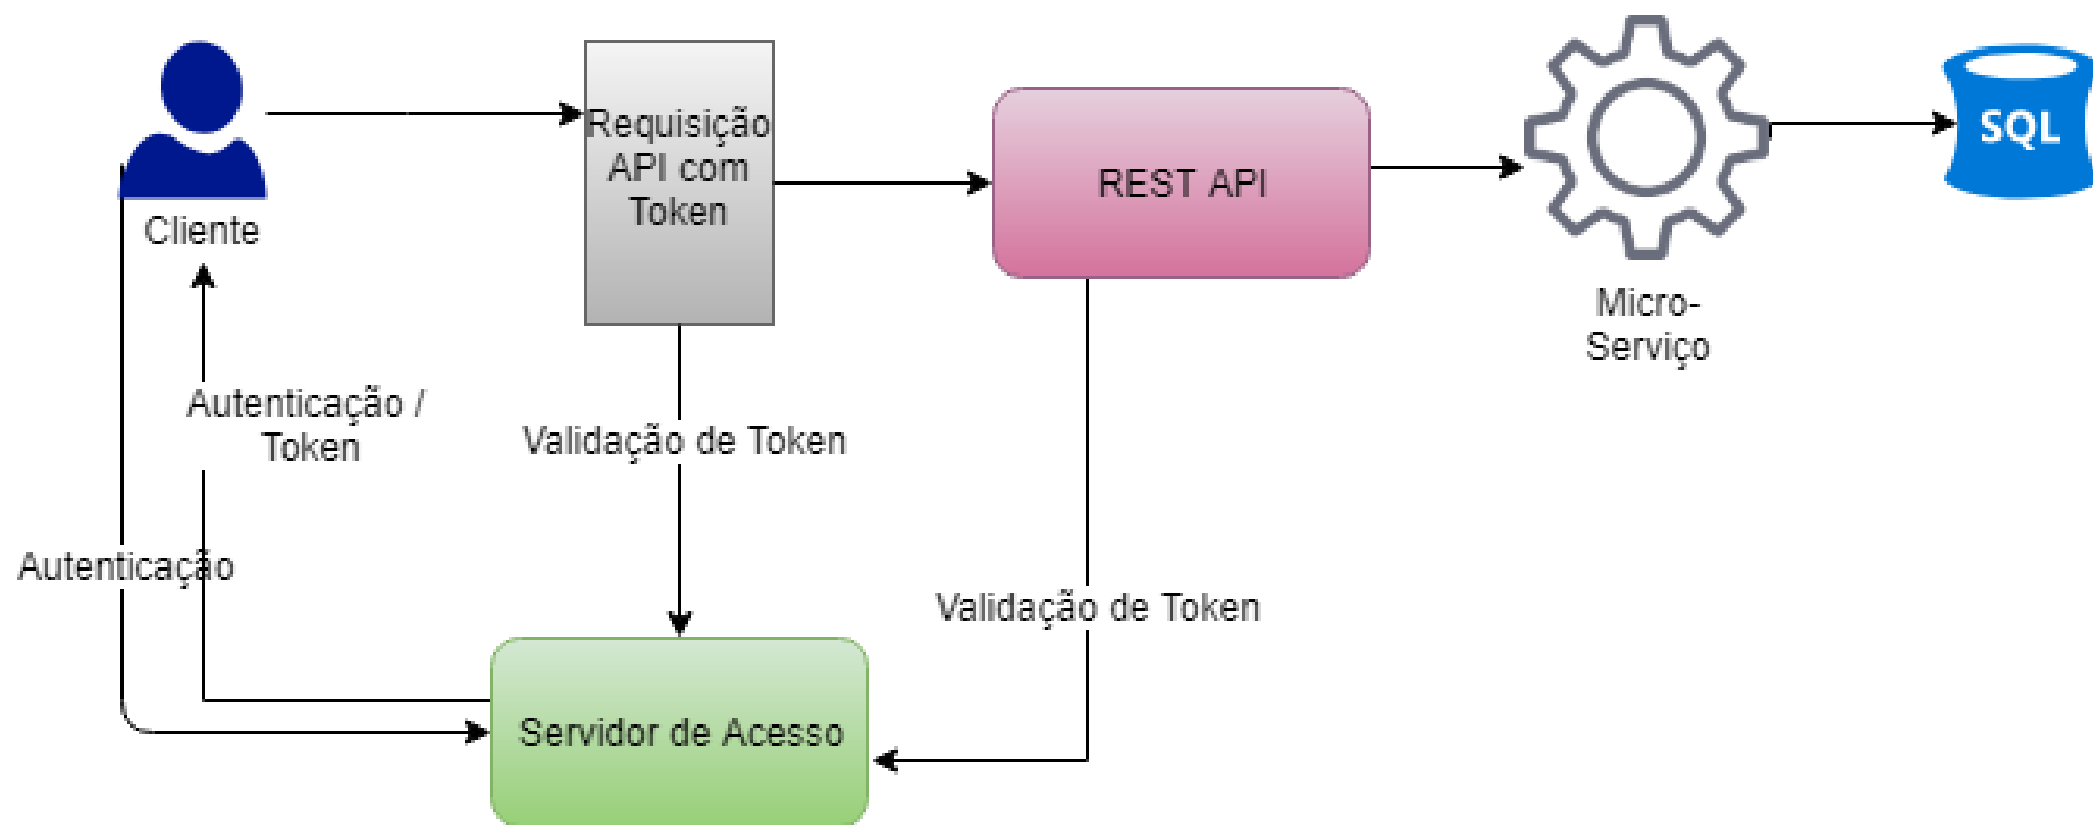 Cliente
Requisição
API com
Token
REST API
SQL
Micro-
Serviço
Autenticação /
Token
Validação de Token
Autenticação
Validação de Token
Servidor de Acesso